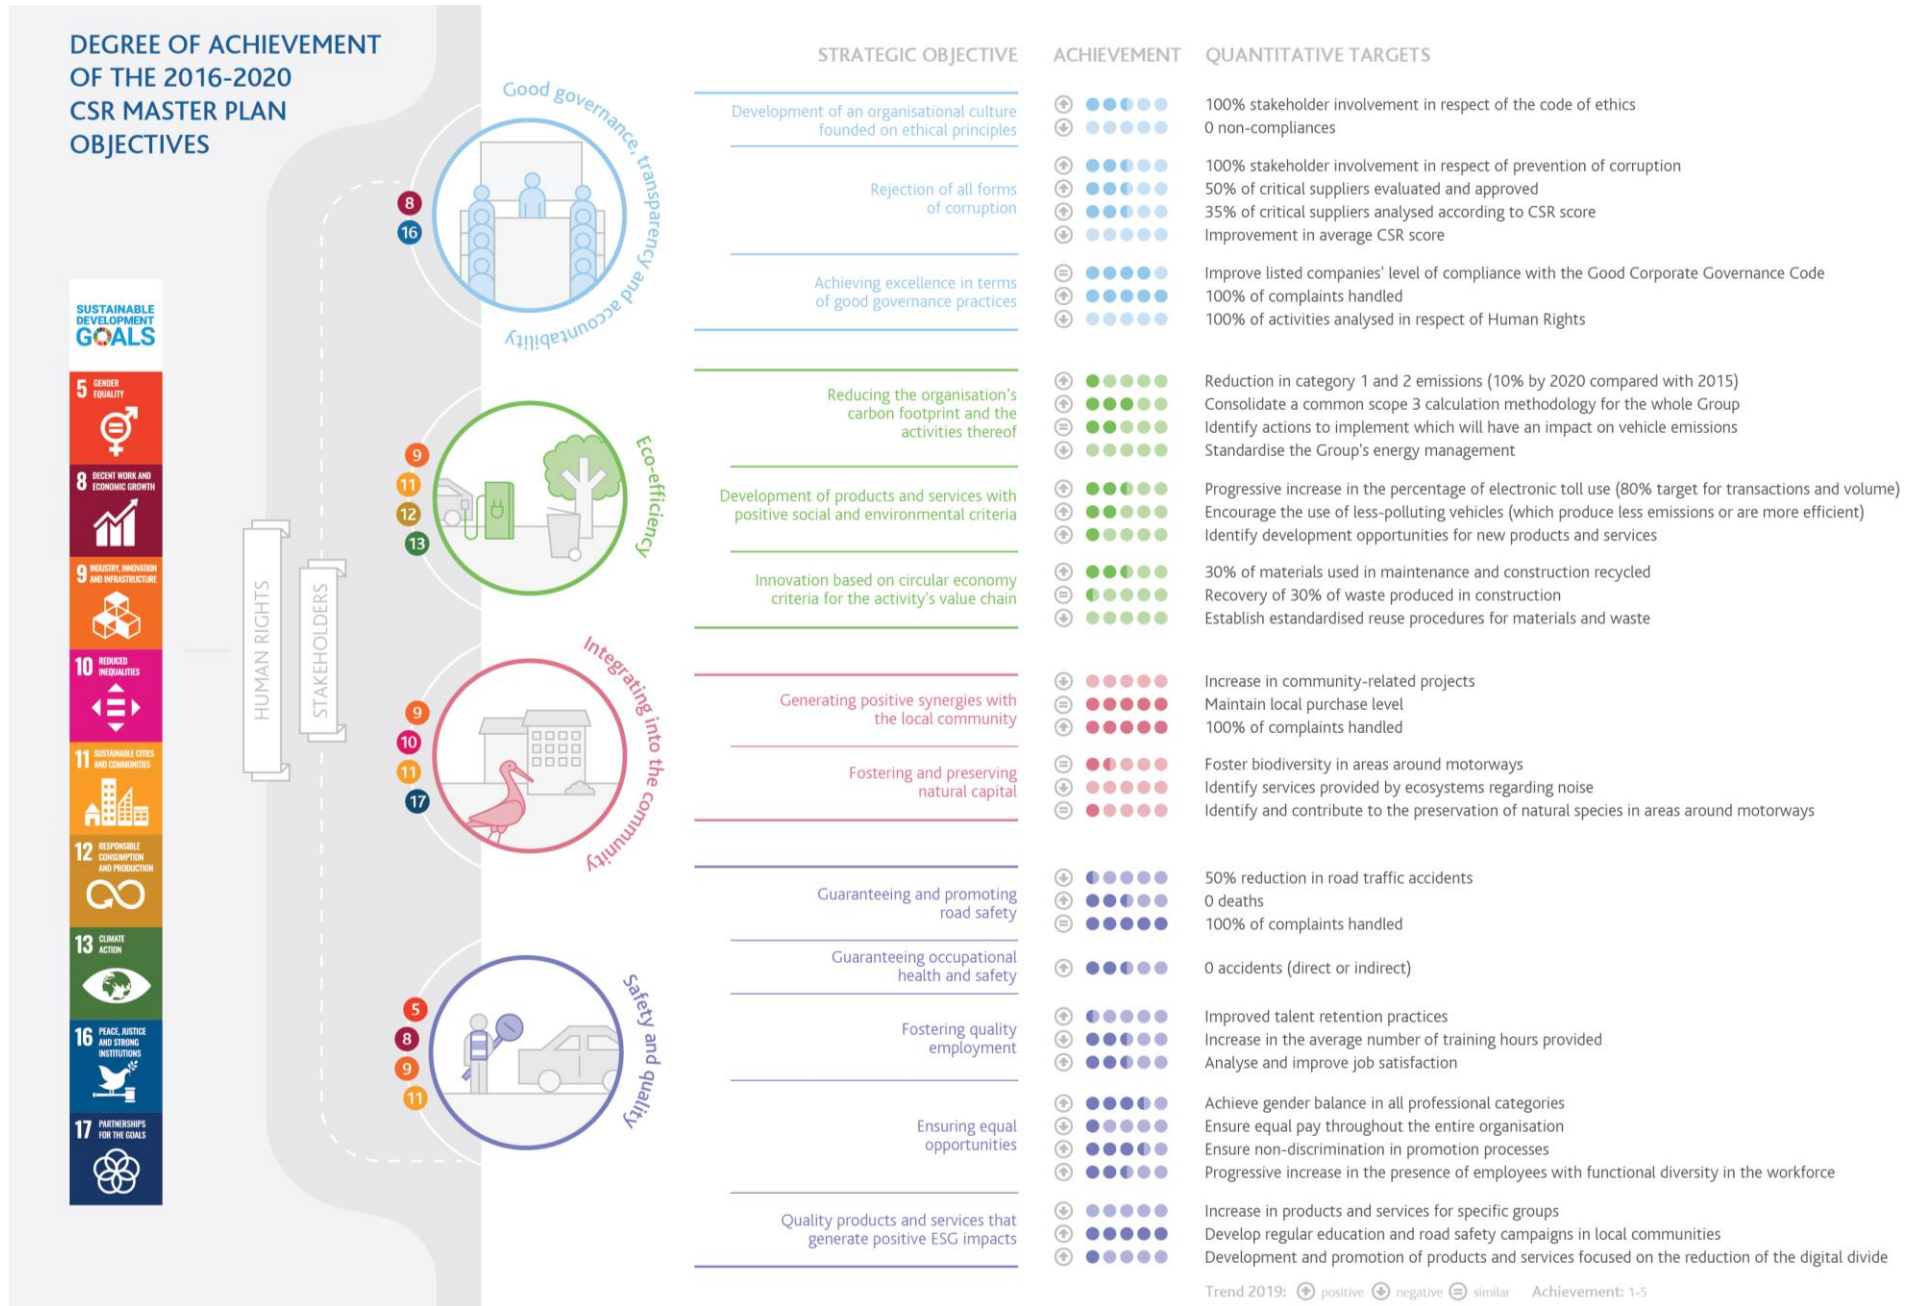 DEGREE OF ACHIEVEMENT
OF THE 2016-2020
CSR MASTER PLAN
OBJECTIVES
SUSTAINABLE
DEVELOPMENT
GOALS
5 GENDER
EQUALITY
8 DECENT WORK AND
ECONOMIC GROWTH
9 INDUSTRY, INNOVATION
AND INFRASTRUCTURE
10 REDUCED
INEQUALITIES
11 SUSTAINABLE CITIES
AND COMMUNITIES
12 RESPONSIBLE
CONSUMPTION
AND PRODUCTION
13 CLIMATE
ACTION
16 PEACE, JUSTICE
AND STRONG
INSTITUTIONS
17 PARTNERSHIPS
FOR THE GOALS
HUMAN RIGHTS
STAKEHOLDERS
STRATEGIC OBJECTIVE
ACHIEVEMENT
QUANTITATIVE TARGETS
Good governance, transparency and accountability
8
16
Development of an organisational culture
founded on ethical principles
100% stakeholder involvement in respect of the code of ethics
0 non-compliances
Rejection of all forms
of corruption
100% stakeholder involvement in respect of prevention of corruption
50% of critical suppliers evaluated and approved
35% of critical suppliers analysed according to CSR score
Improvement in average CSR score
Achieving excellence in terms
of good governance practices
Improve listed companies' level of compliance with the Good Corporate Governance Code
100% of complaints handled
100% of activities analysed in respect of Human Rights
Eco-efficiency
9
11
12
13
Reducing the organisation's
carbon footprint and the
activities thereof
Reduction in category 1 and 2 emissions (10% by 2020 compared with 2015)
Consolidate a common scope 3 calculation methodology for the whole Group
Identify actions to implement which will have an impact on vehicle emissions
Standardise the Group's energy management
Development of products and services with
positive social and environmental criteria
Progressive increase in the percentage of electronic toll use (80% target for transactions and volume)
Encourage the use of less-polluting vehicles (which produce less emissions or are more efficient)
Identify development opportunities for new products and services
Innovation based on circular economy
criteria for the activity's value chain
30% of materials used in maintenance and construction recycled
Recovery of 30% of waste produced in construction
Establish estandardised reuse procedures for materials and waste
Integrating into the community
9
10
11
17
Generating positive synergies with
the local community
Increase in community-related projects
Maintain local purchase level
100% of complaints handled
Fostering and preserving
natural capital
Foster biodiversity in areas around motorways
Identify services provided by ecosystems regarding noise
Identify and contribute to the preservation of natural species in areas around motorways
Safety and quality
5
8
9
11
Guaranteeing and promoting
road safety
50% reduction in road traffic accidents
0 deaths
100% of complaints handled
Guaranteeing occupational
health and safety
0 accidents (direct or indirect)
Fostering quality
employment
Improved talent retention practices
Increase in the average number of training hours provided
Analyse and improve job satisfaction
Ensuring equal
opportunities
Achieve gender balance in all professional categories
Ensure equal pay throughout the entire organisation
Ensure non-discrimination in promotion processes
Progressive increase in the presence of employees with functional diversity in the workforce
Quality products and services that
generate positive ESG impacts
Increase in products and services for specific groups
Develop regular education and road safety campaigns in local communities
Development and promotion of products and services focused on the reduction of the digital divide
Trend 2019: positive negative similar Achievement: 1-5